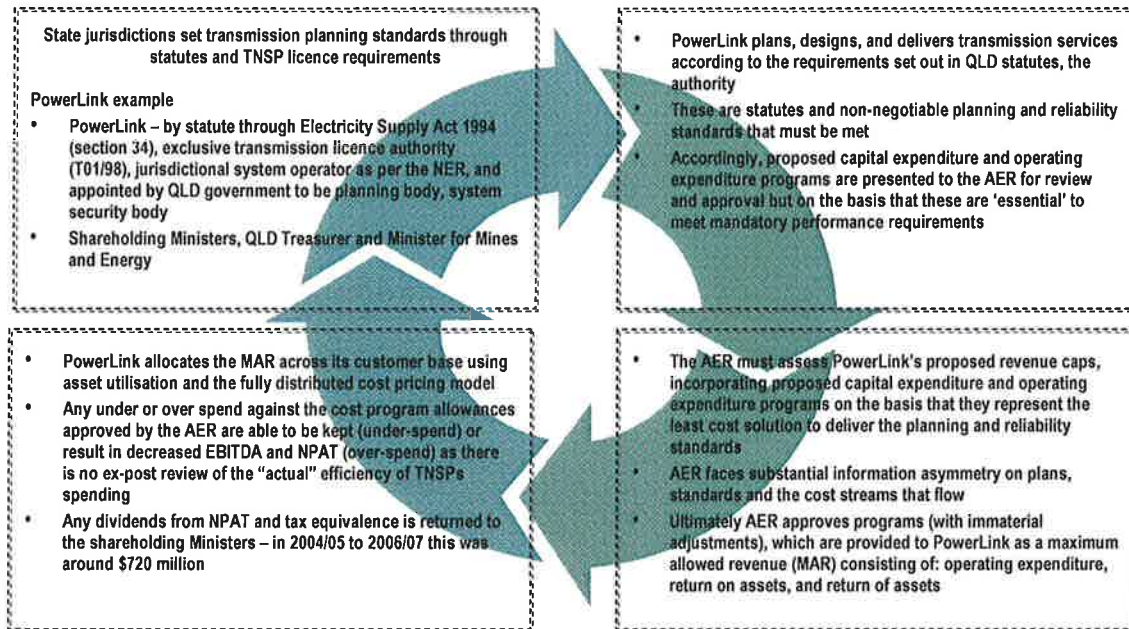 State jurisdictions set transmission planning standards through
statutes and TNSP licence requirements
PowerLink example
• PowerLink – by statute through Electricity Supply Act 1994
(section 34), exclusive transmission licence authority
(T01/98), jurisdictional system operator as per the NER, and
appointed by QLD government to be planning body, system
security body
• Shareholding Ministers, QLD Treasurer and Minister for Mines
and Energy
• PowerLink plans, designs, and delivers transmission services
according to the requirements set out in QLD statutes, the
authority
• These are statutes and non-negotiable planning and reliability
standards that must be met
• Accordingly, proposed capital expenditure and operating
expenditure programs are presented to the AER for review
and approval but on the basis that these are 'essential' to
meet mandatory performance requirements
• PowerLink allocates the MAR across its customer base using
asset utilisation and the fully distributed cost pricing model
• Any under or over spend against the cost program allowances
approved by the AER are able to be kept (under-spend) or
result in decreased EBITDA and NPAT (over-spend) as there
is no ex-post review of the “actual” efficiency of TNSPs
spending
• Any dividends from NPAT and tax equivalence is returned to
the shareholding Ministers – in 2004/05 to 2006/07 this was
around $720 million
• The AER must assess PowerLink's proposed revenue caps,
incorporating proposed capital expenditure and operating
expenditure programs on the basis that they represent the
least cost solution to deliver the planning and reliability
standards
• AER faces substantial information asymmetry on plans,
standards and the cost streams that flow
• Ultimately AER approves programs (with immaterial
adjustments), which are provided to PowerLink as a maximum
allowed revenue (MAR) consisting of: operating expenditure,
return on assets, and return of assets